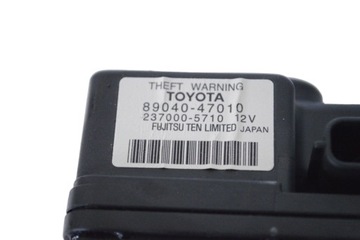 THEFT WARNING
TOYOTA
89040-47010
237000-5710 12V
FUJITSU TEN LIMITED JAPAN